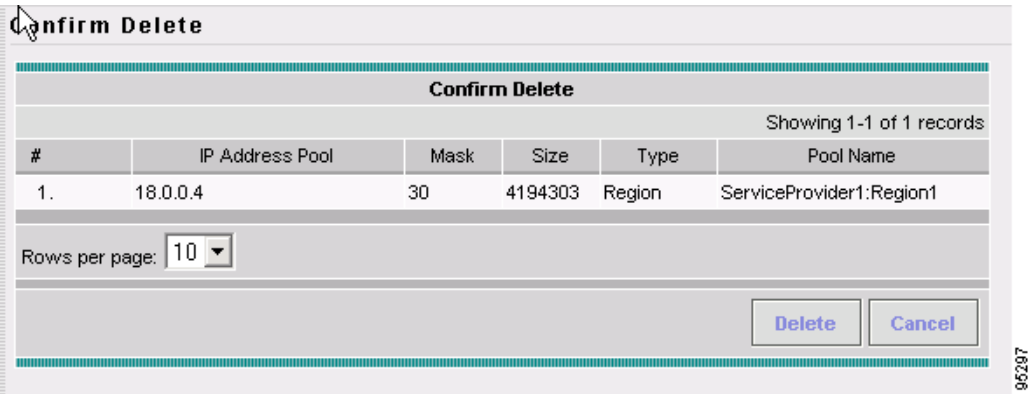 Confirm Delete
Confirm Delete
Showing 1-1 of 1 records
# IP Address Pool Mask Size Type Pool Name
1. 18.0.0.4 30 4194303 Region ServiceProvider1:Region1
Rows per page: 10
Delete Cancel
95297